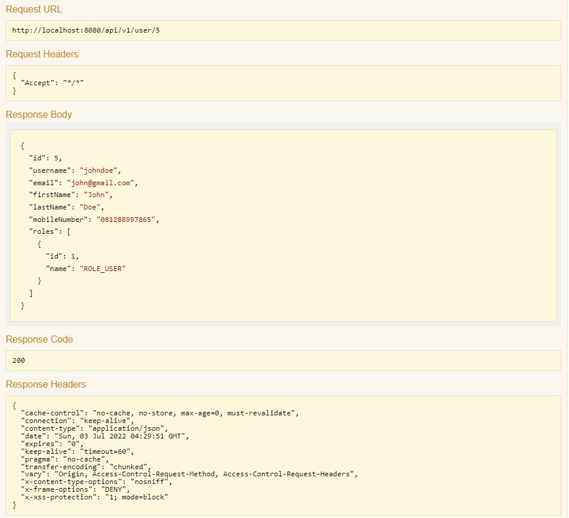 Request URL
http://localhost:8080/api/v1/user/5
Request Headers
{
"Accept": "*/*"
}
Response Body
{
"id": 5,
"username": "johndoe",
"email": "john@gmail.com",
"firstName": "John",
"lastName": "Doe",
"mobileNumber": "081288997865",
"roles": [
{
"id": 1,
"name": "ROLE_USER"
}
]
}
Response Code
200
Response Headers
{
"cache-control": "no-cache, no-store, max-age=0, must-revalidate",
"connection": "keep-alive",
"content-type": "application/json",
"date": "Sun, 03 Jul 2022 04:29:51 GMT",
"expires": "0",
"keep-alive": "timeout=60",
"pragma": "no-cache",
"transfer-encoding": "chunked",
"vary": "Origin, Access-Control-Request-Method, Access-Control-Request-Headers",
"x-content-type-options": "nosniff",
"x-frame-options": "DENY",
"x-xss-protection": "1; mode=block"
}